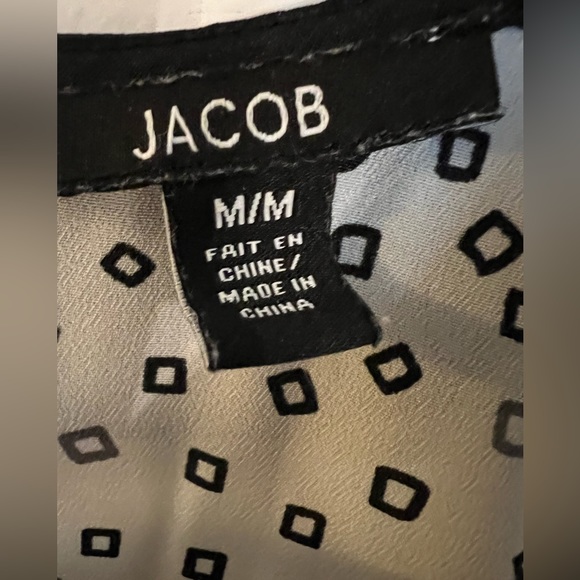 JACOB
M/M
FAIT EN
CHINE/
MADE IN
CHINA